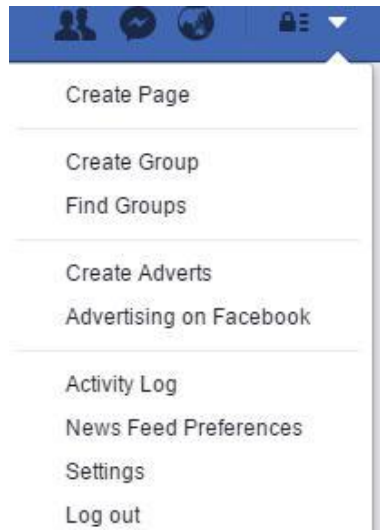 Create Page
Create Group
Find Groups
Create Adverts
Advertising on Facebook
Activity Log
News Feed Preferences
Settings
Log out